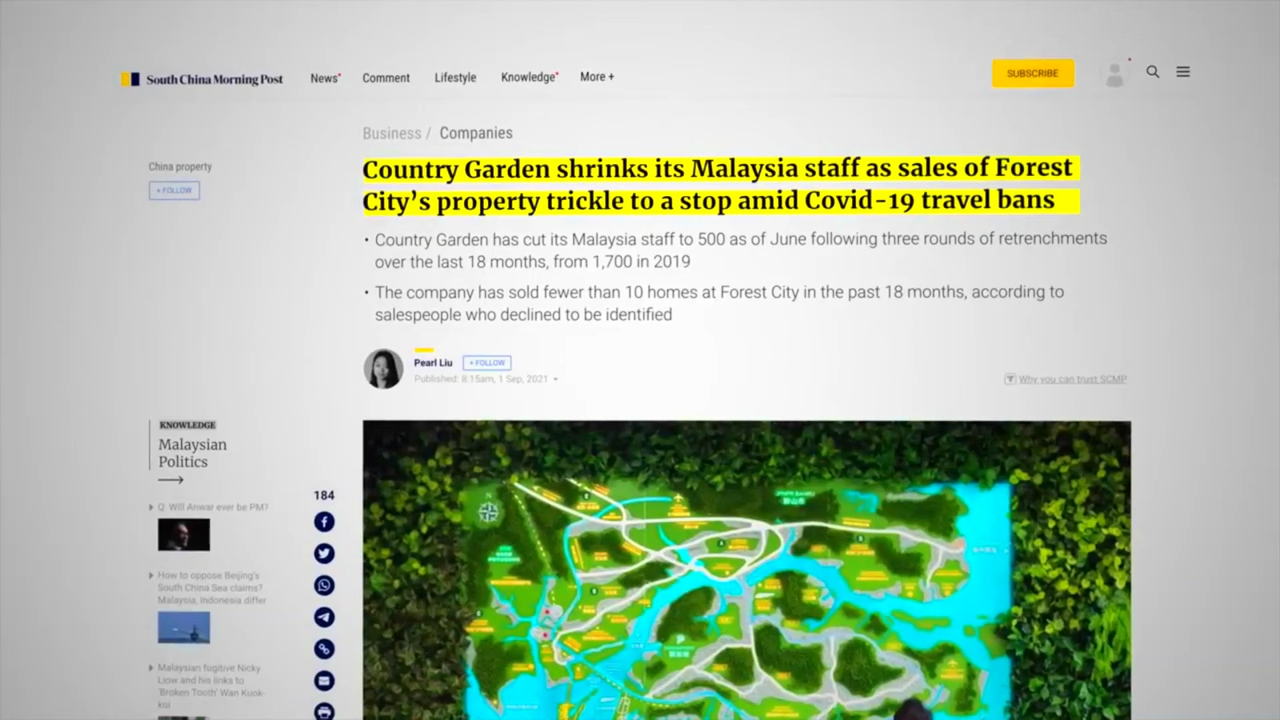 South China Morning Post
News
Comment
Lifestyle
Knowledge
More +
SUBSCRIBE
Business / Companies
China property
+ FOLLOW
Country Garden shrinks its Malaysia staff as sales of Forest
City’s property trickle to a stop amid Covid-19 travel bans
• Country Garden has cut its Malaysia staff to 500 as of June following three rounds of retrenchments
over the last 18 months, from 1,700 in 2019
• The company has sold fewer than 10 homes at Forest City in the past 18 months, according to
salespeople who declined to be identified
Pearl Liu
+ FOLLOW
Published: 8:15am, 1 Sep, 2021
Why you can trust SCMP
KNOWLEDGE
Malaysian
Politics
184
Q. Will Anwar ever be PM?
How to oppose Beijing's
South China Sea claims?
Malaysia, Indonesia differ
Malaysian fugitive Nicky
Liow and his links to
'Broken Tooth' Wan Kuok-
koi